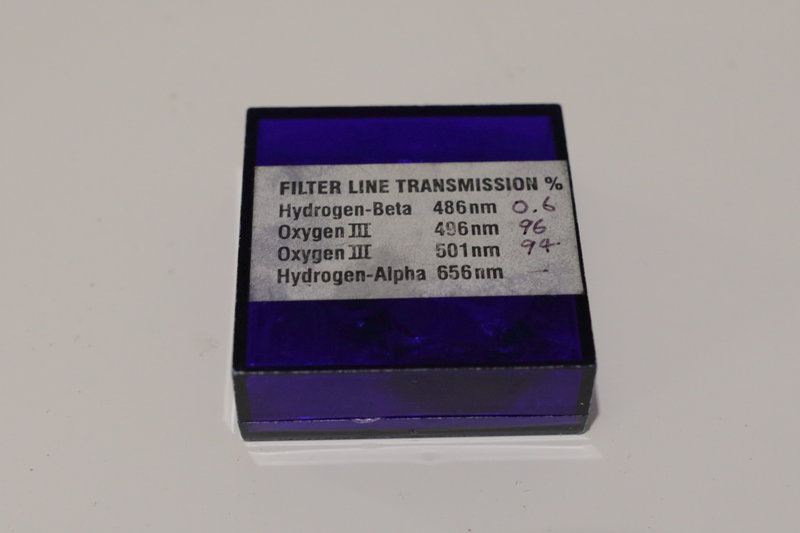 FILTER LINE TRANSMISSION %
Hydrogen-Beta 486nm 0.6
Oxygen III 496nm 96
Oxygen III 501nm 94
Hydrogen-Alpha 656nm —